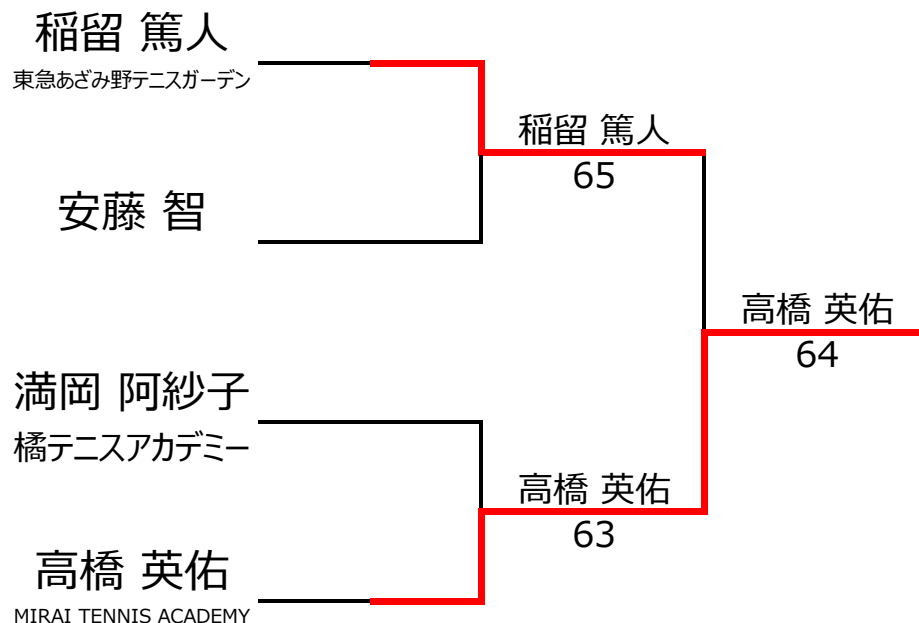 稲留 篤人
東急あざみ野テニスガーデン
稲留 篤人
65
安藤 智
高橋 英佑
64
満岡 阿紗子
橘テニスアカデミー
高橋 英佑
63
高橋 英佑
MIRAI TENNIS ACADEMY